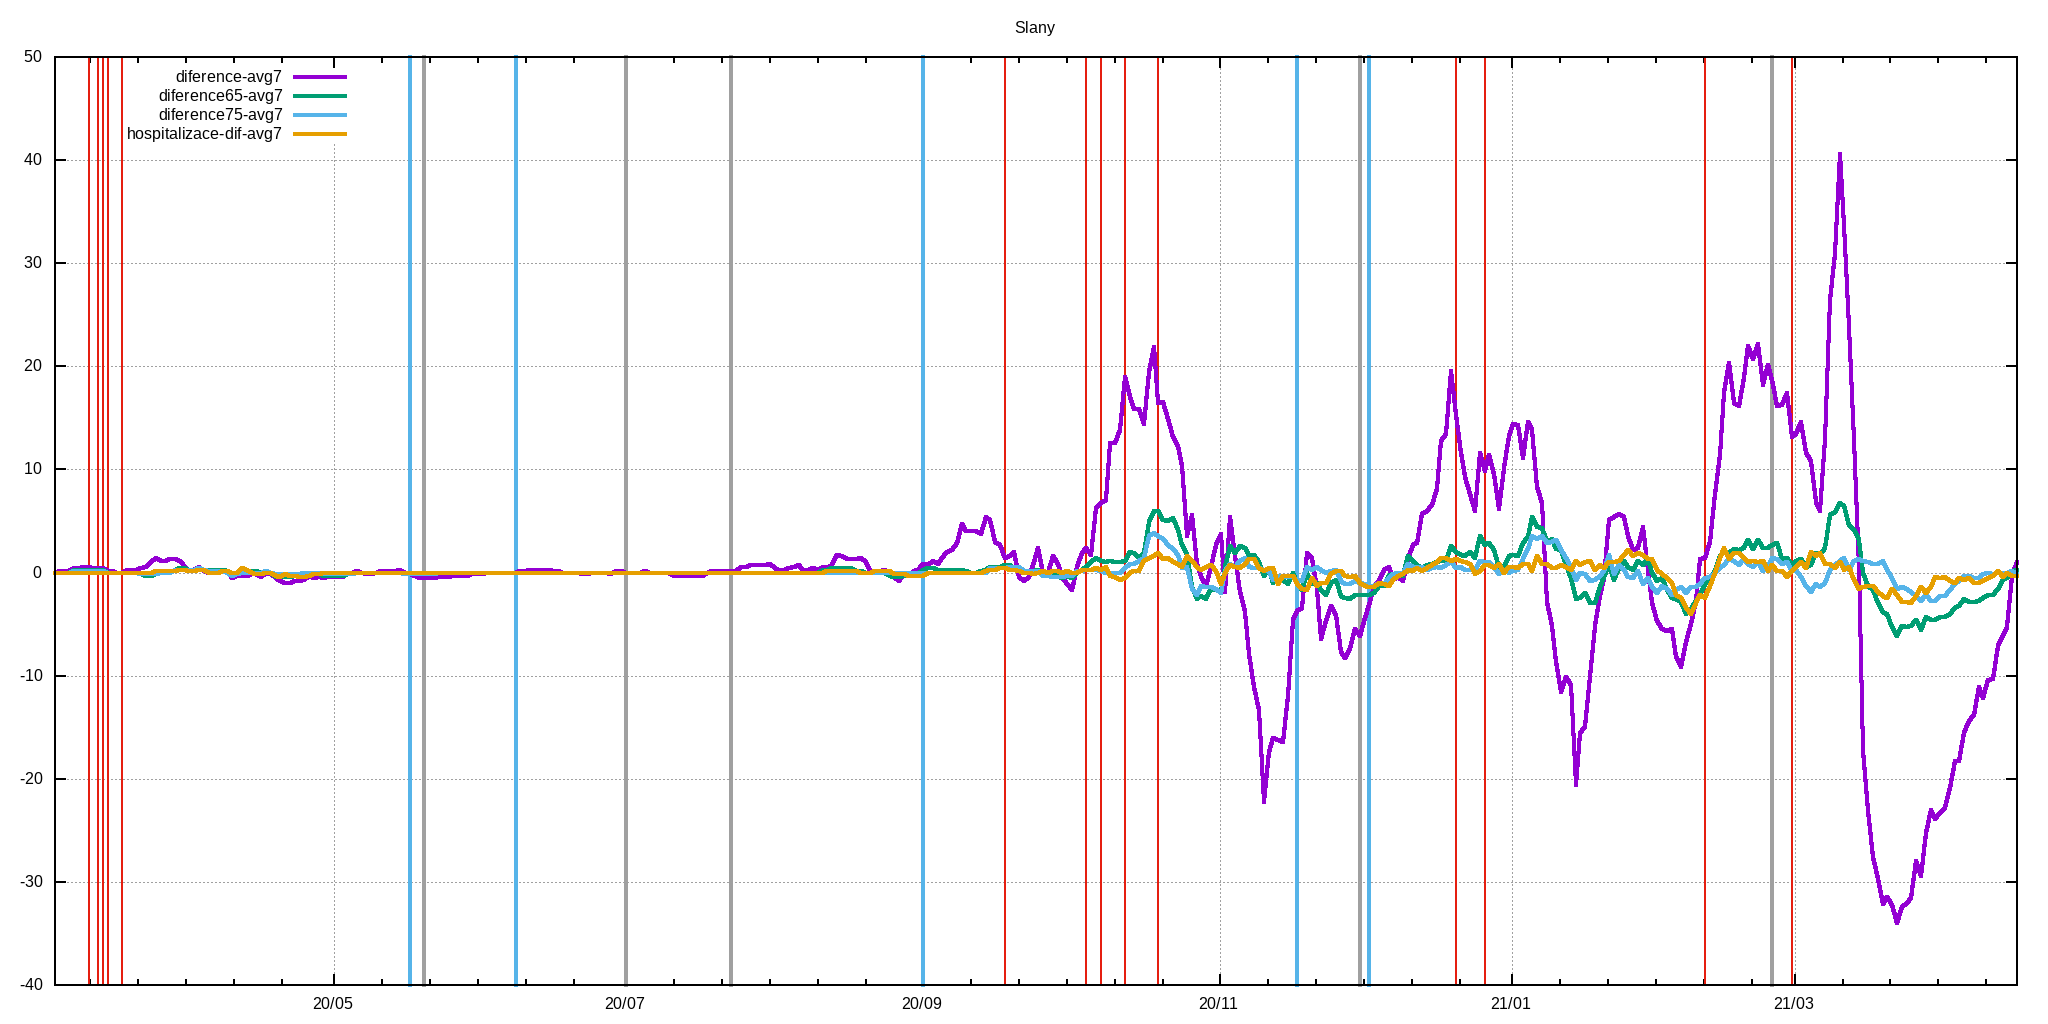 Slany
50
diference-avg7
diference65-avg7
diference75-avg7
hospitalizace-dif-avg7
40
30
20
10
0
-10
-20
-30
-40
20/05 20/07 20/09 20/11 21/01 21/03